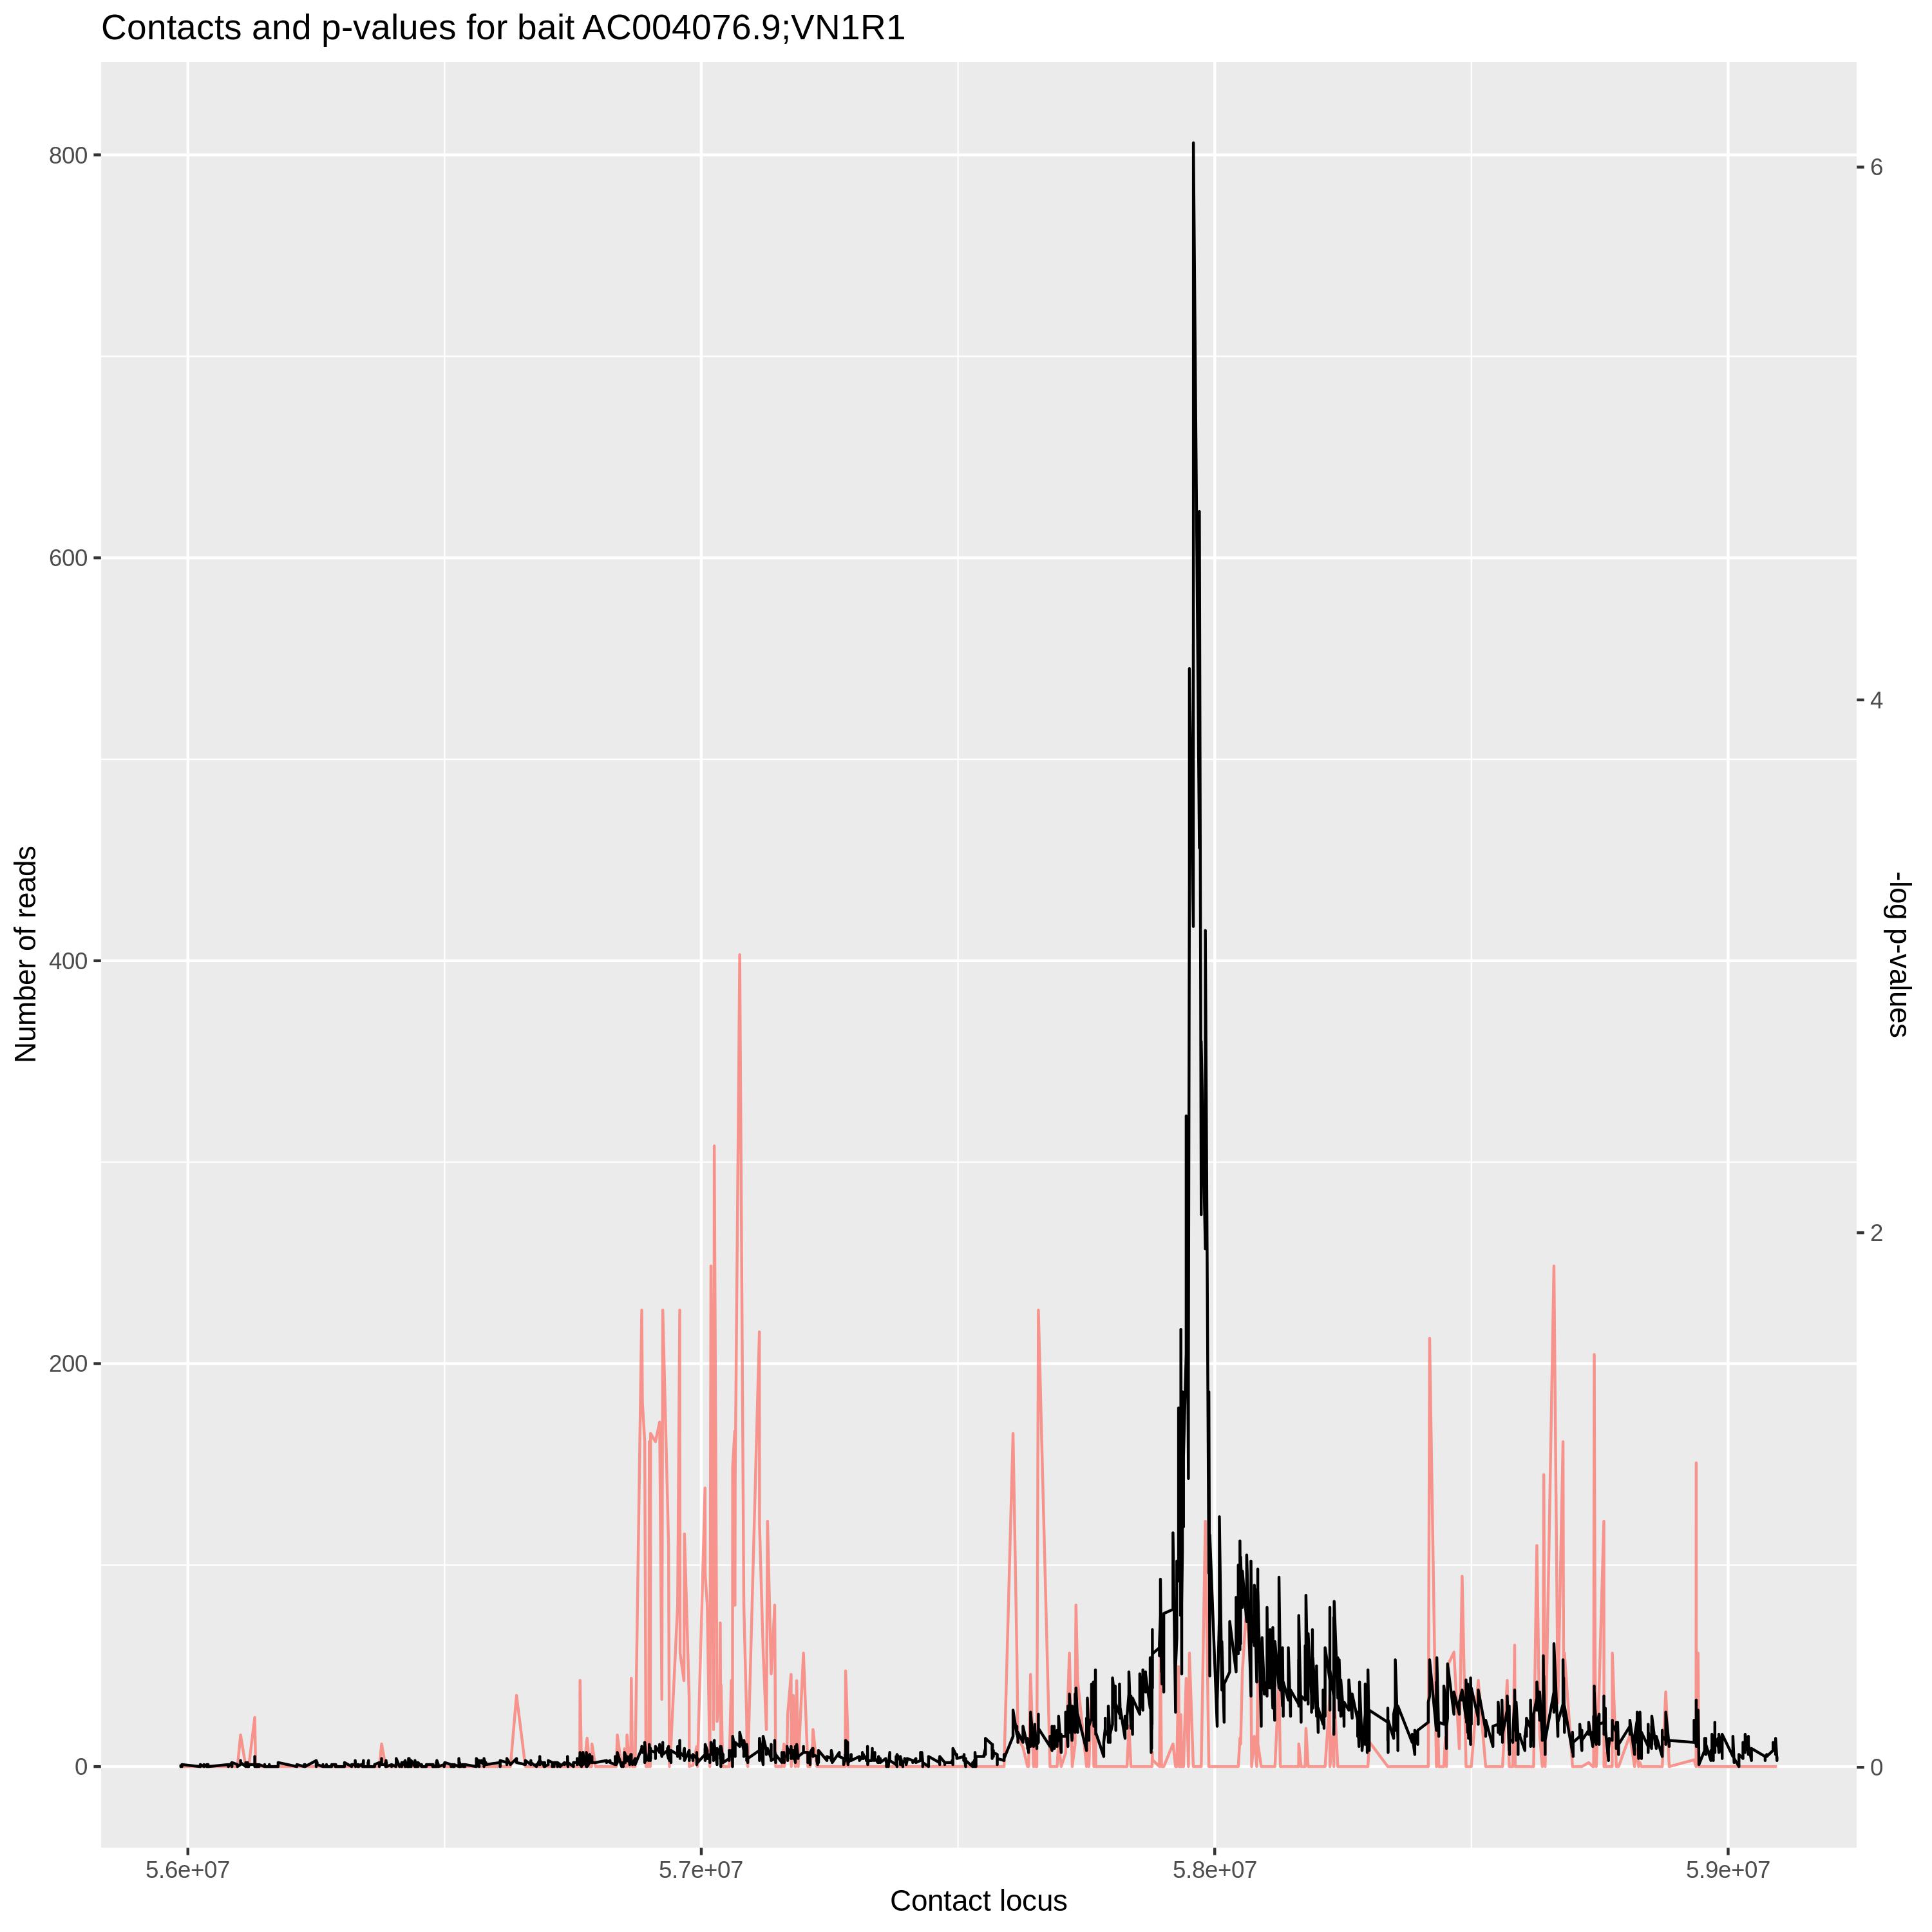 Contacts and p-values for bait AC004076.9;VN1R1
800
600
400
200
0
Number of reads
6
4
2
0
-log p-values
5.6e+07
5.7e+07
5.8e+07
5.9e+07
Contact locus